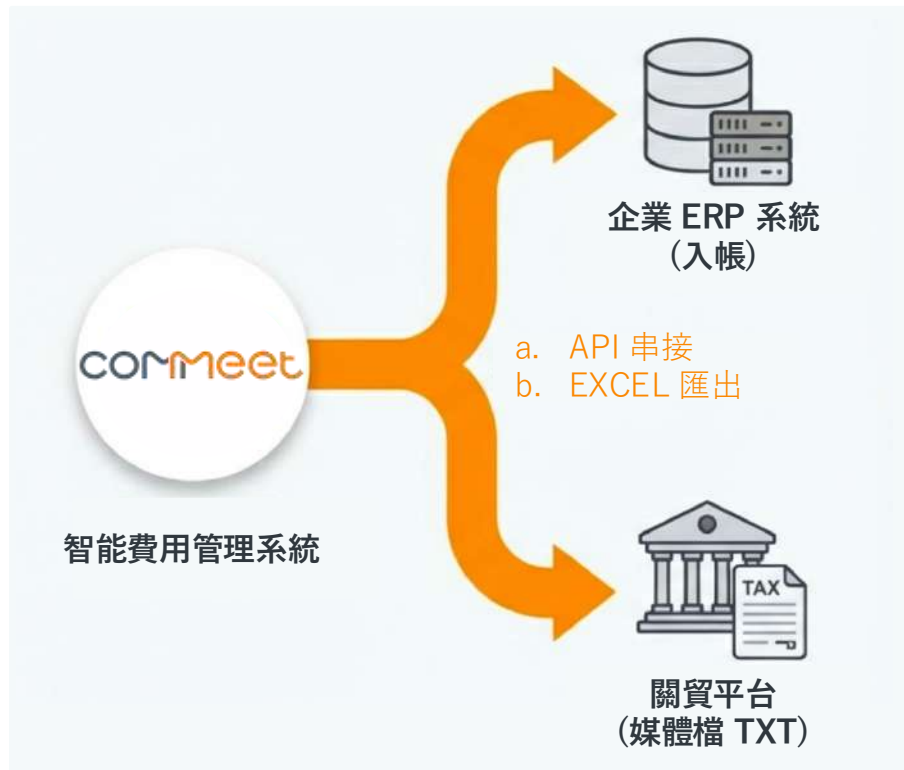 企業 ERP 系統
(入帳)
commeet
a. API 串接
b. EXCEL 匯出
智能費用管理系統
TAX
關貿平台
(媒體檔 TXT)